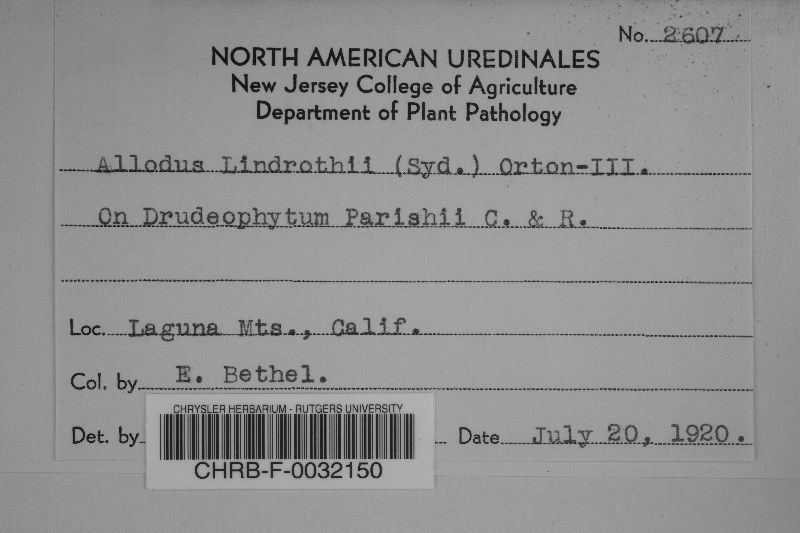 No. 2607
NORTH AMERICAN UREDINALES
New Jersey College of Agriculture
Department of Plant Pathology
Allodus Lindrothii (Syd.) Orton-III.
On Drudeophytum Parishii C. & R.
Loc. Laguna Mts., Calif.
Col. by E. Bethel.
Det. by
Date July 20, 1920.
CHRYSLER HERBARIUM - RUTGERS UNIVERSITY
CHRB-F-0032150